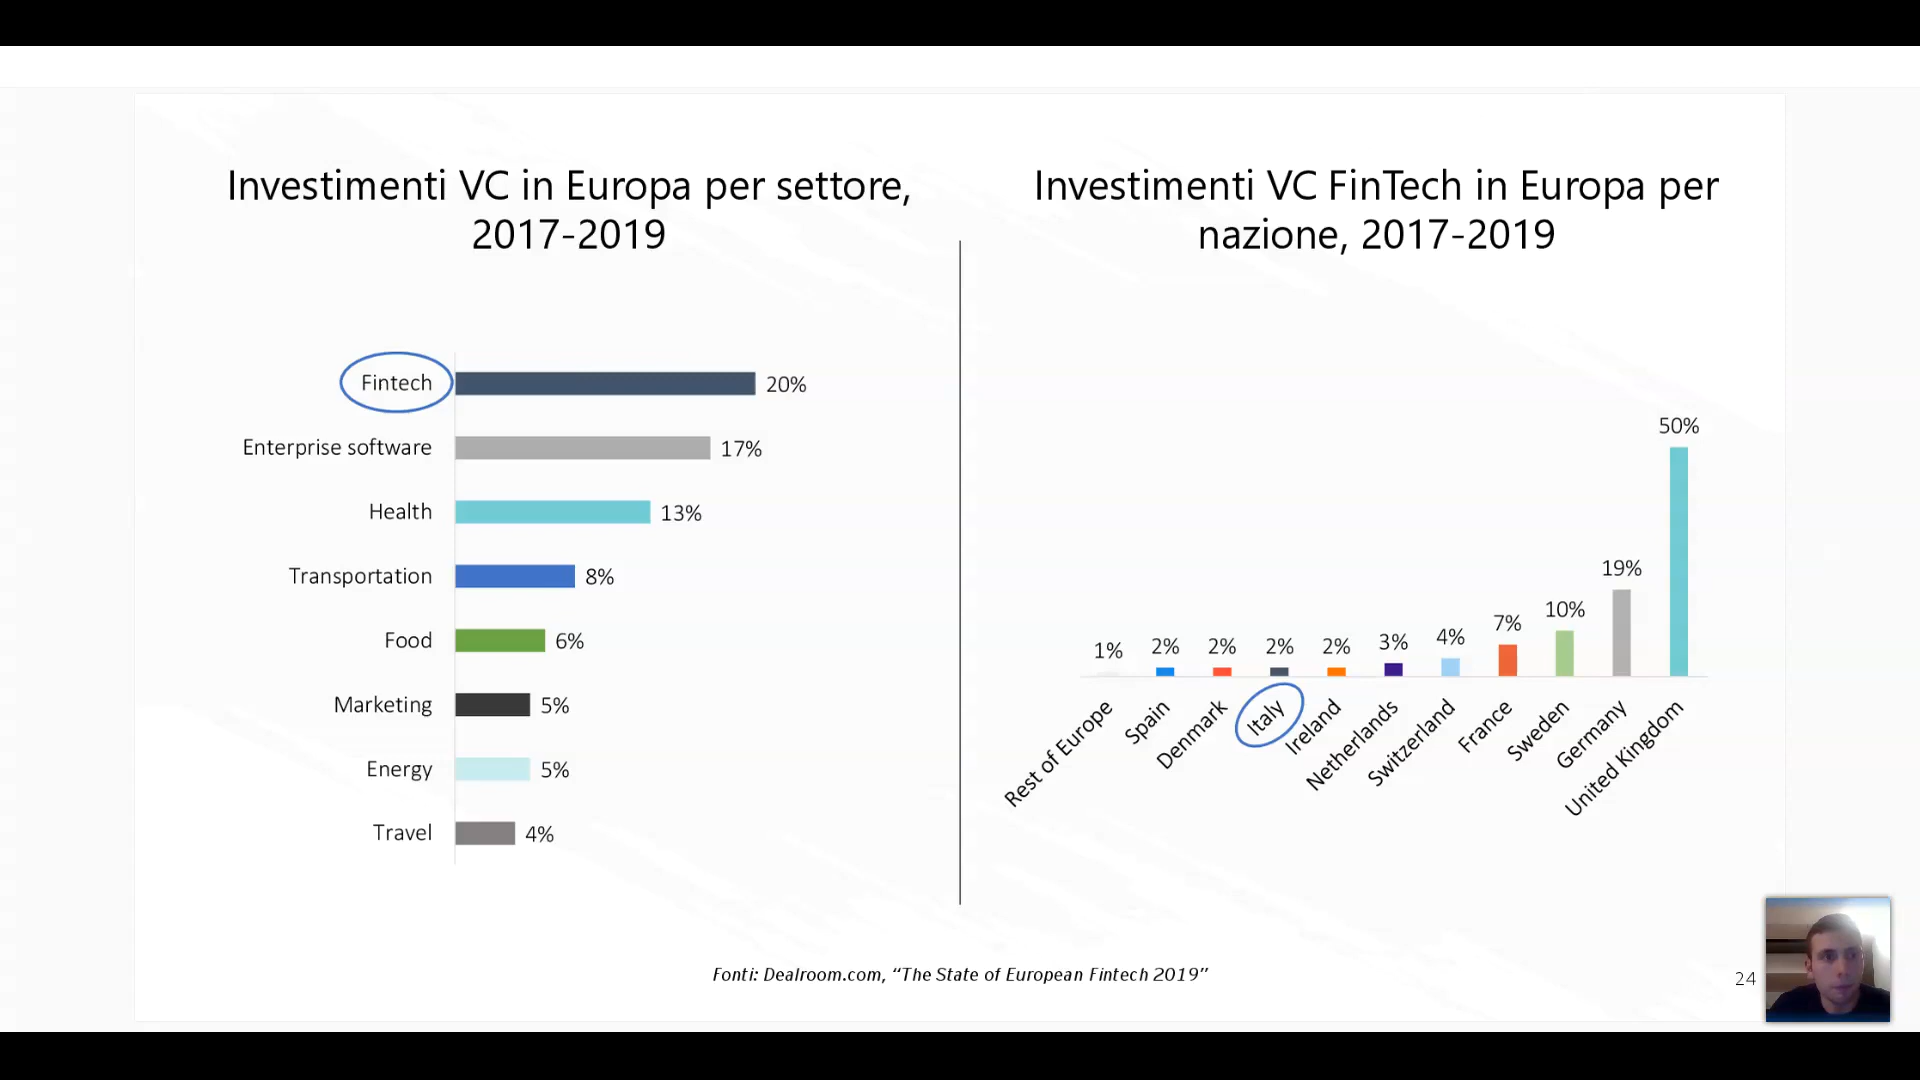 Investimenti VC in Europa per settore,
2017-2019
Fintech
20%
Enterprise software
17%
Health
13%
Transportation
8%
Food
6%
Marketing
5%
Energy
5%
Travel
4%
Investimenti VC FinTech in Europa per
nazione, 2017-2019
1%
2%
2%
2%
2%
3%
4%
7%
10%
19%
50%
Rest of Europe
Spain
Denmark
Italy
Ireland
Netherlands
Switzerland
France
Sweden
Germany
United Kingdom
Fonti: Dealroom.com, “The State of European Fintech 2019”
24